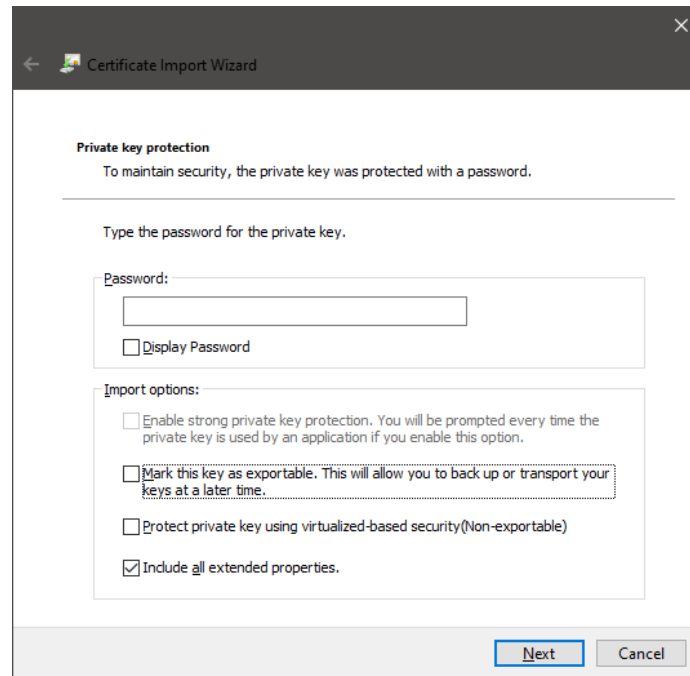 Certificate Import Wizard
Private key protection
To maintain security, the private key was protected with a password.
Type the password for the private key.
Password:
Display Password
Import options:
Enable strong private key protection. You will be prompted every time the
private key is used by an application if you enable this option.
Mark this key as exportable. This will allow you to back up or transport your
keys at a later time.
Protect private key using virtualized-based security(Non-exportable)
Include all extended properties.
Next
Cancel